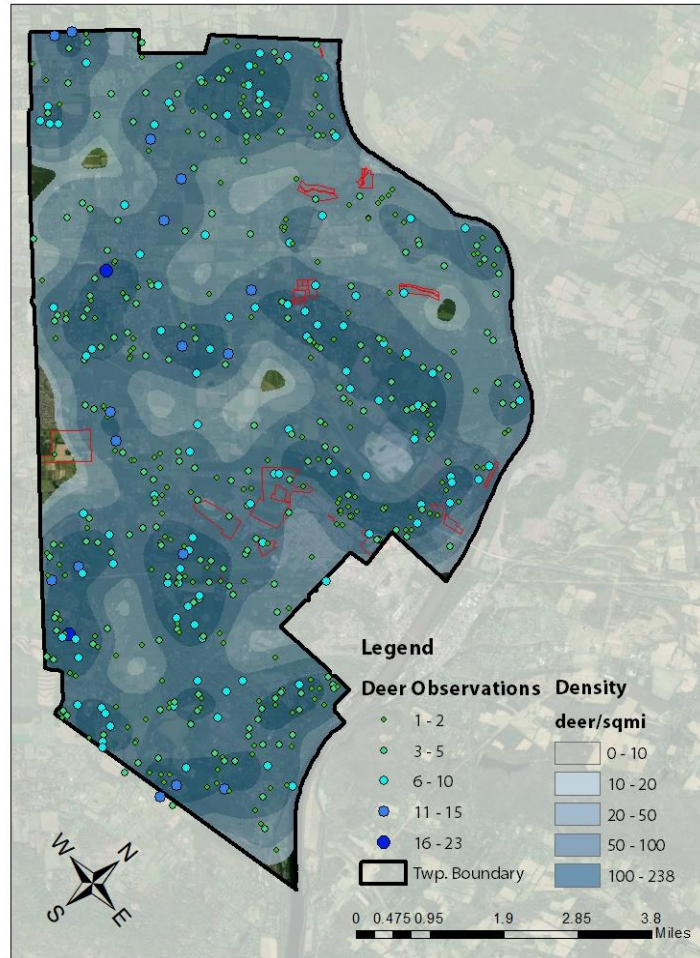 Legend
Deer Observations
1 - 2
3 - 5
6 - 10
11 - 15
16 - 23
Twp. Boundary
Density
deer/sqmi
0 - 10
10 - 20
20 - 50
50 - 100
100 - 238
W N
S E
0 0.475 0.95 1.9 2.85 3.8
Miles